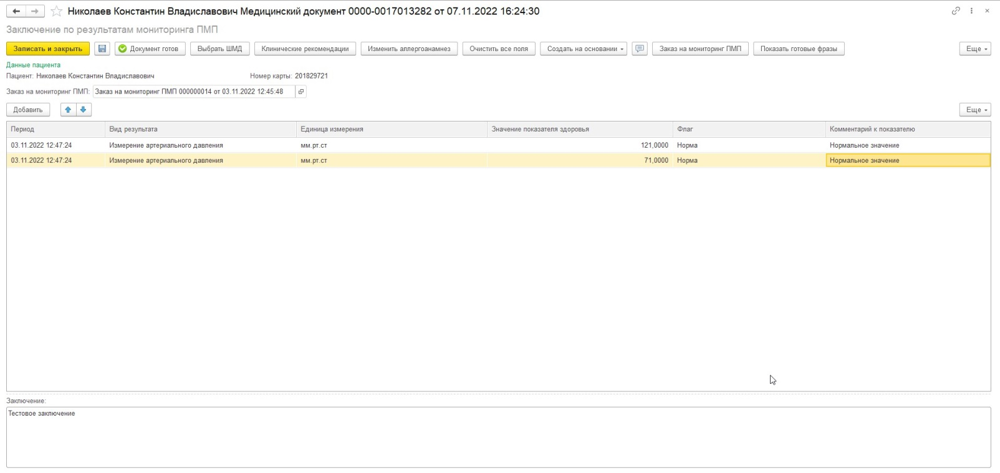 Николаев Константин Владиславович Медицинский документ 0000-0017013282 от 07.11.2022 16:24:30
Заключение по результатам мониторинга ПМП
Записать и закрыть Документ готов Выбрать ШМД Клинические рекомендации Изменить аллергоанамнез Очистить все поля Создать на основании Заказ на мониторинг ПМП Показать готовые фразы Еще
Данные пациента
Пациент: Николаев Константин Владиславович Номер карты: 201829721
Заказ на мониторинг ПМП: Заказ на мониторинг ПМП 000000014 от 03.11.2022 12:45:48
Добавить Еще
Период Вид результата Единица измерения Значение показателя здоровья Флаг Комментарий к показателю
03.11.2022 12:47:24 Измерение артериального давления мм.рт.ст 121,0000 Норма Нормальное значение
03.11.2022 12:47:24 Измерение артериального давления мм.рт.ст 71,0000 Норма Нормальное значение
Заключение:
Тестовое заключение